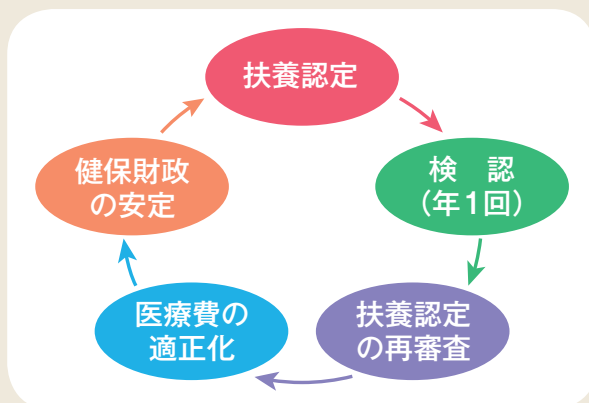 扶養認定
検　認
（年1回）
扶養認定
の再審査
医療費の
適正化
健保財政
の安定